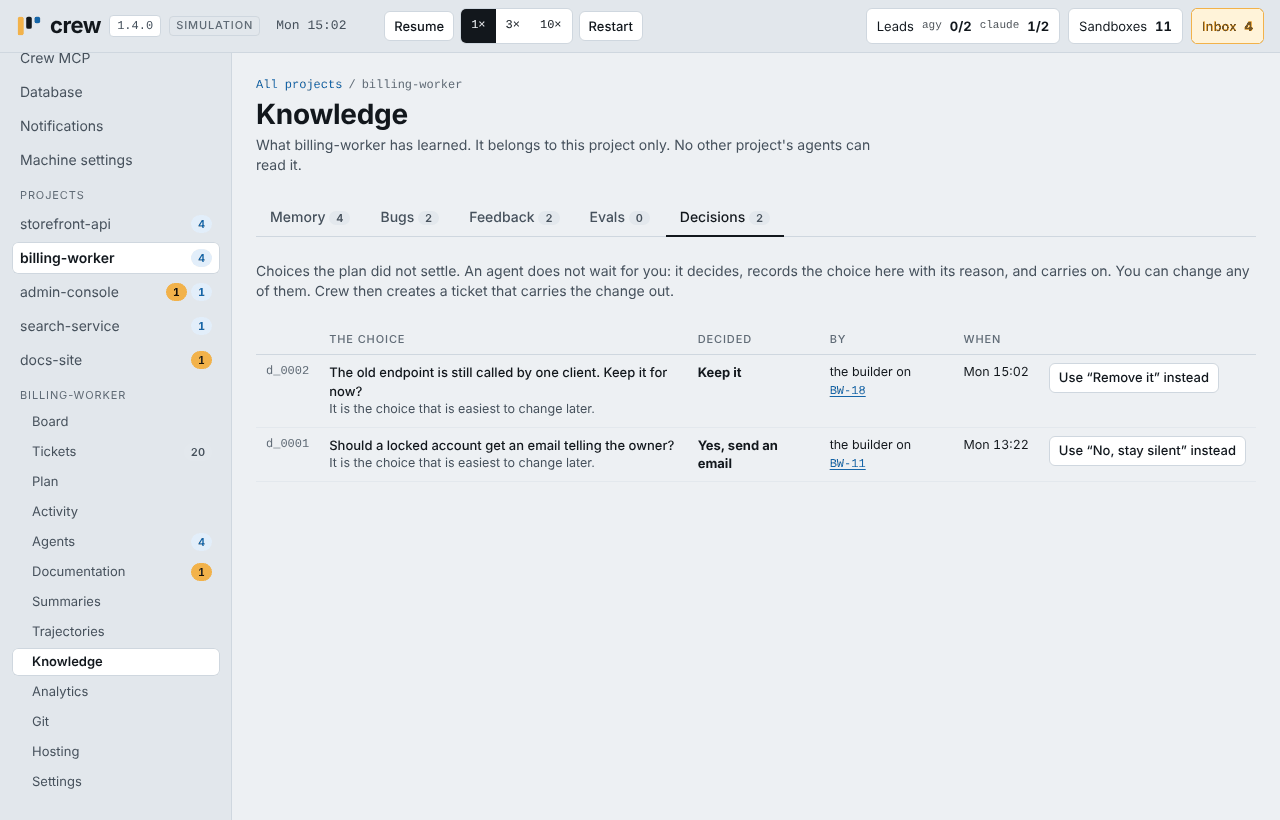 crew 1.4.0 SIMULATION Mon 15:02 Resume 1× 3× 10× Restart Leads agy 0/2 claude 1/2 Sandboxes 11 Inbox 4
Crew MCP
Database
Notifications
Machine settings
PROJECTS
storefront-api 4
billing-worker 4
admin-console 1 1
search-service 1
docs-site 1
BILLING-WORKER
Board
Tickets 20
Plan
Activity
Agents 4
Documentation 1
Summaries
Trajectories
Knowledge
Analytics
Git
Hosting
Settings
All projects / billing-worker
Knowledge
What billing-worker has learned. It belongs to this project only. No other project's agents can
read it.
Memory 4 Bugs 2 Feedback 2 Evals 0 Decisions 2
Choices the plan did not settle. An agent does not wait for you: it decides, records the choice here with its reason, and carries on. You can change any
of them. Crew then creates a ticket that carries the change out.
THE CHOICE DECIDED BY WHEN
d_0002 The old endpoint is still called by one client. Keep it for Keep it the builder on Mon 15:02 Use “Remove it” instead
now? BW-18
It is the choice that is easiest to change later.
d_0001 Should a locked account get an email telling the owner? Yes, send an the builder on Mon 13:22 Use “No, stay silent” instead
It is the choice that is easiest to change later. email BW-11